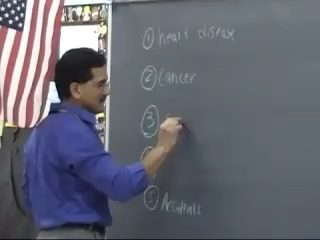 ① heart disease
② Cancer
③
⑤ Accidents